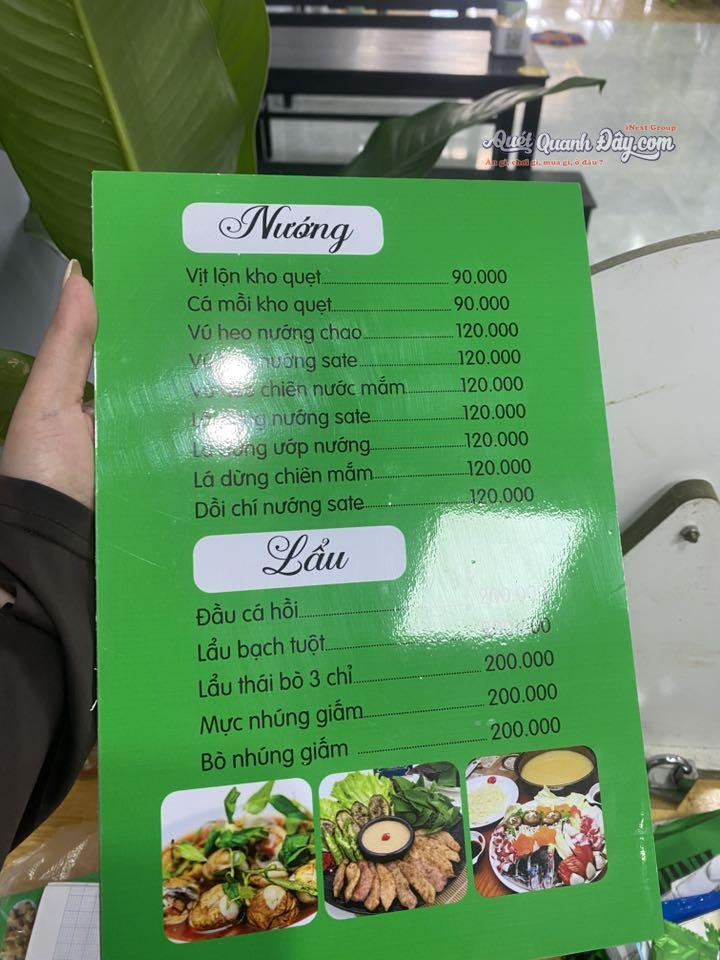 iNext Group
Quét Quanh Đây.com
Ăn gì, chơi gì, mua gì, ở đâu ?
Nướng
Vịt lộn kho quẹt 90.000
Cá mồi kho quẹt 90.000
Vú heo nướng chao 120.000
nướng sate 120.000
chiên nước mắm 120.000
nướng sate 120.000
ướp nướng 120.000
Lá dừng chiên mắm 120.000
Dồi chí nướng sate 120.000
Lẩu
Đầu cá hồi 200.000
Lẩu bạch tuột
Lẩu thái bò 3 chỉ 200.000
Mực nhúng giấm 200.000
Bò nhúng giấm 200.000